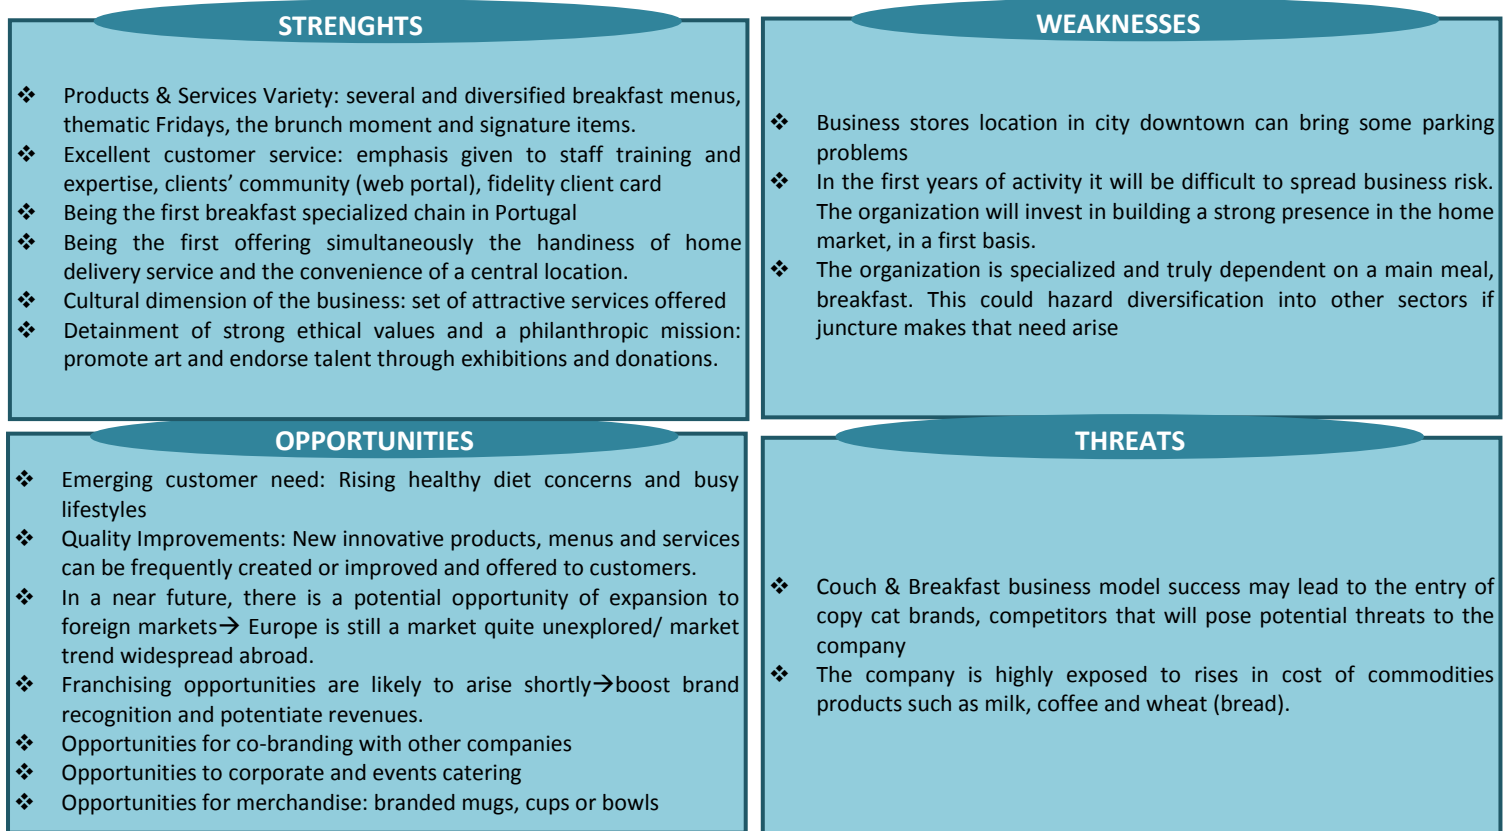 STRENGHTS
❖ Products & Services Variety: several and diversified breakfast menus,
thematic Fridays, the brunch moment and signature items.
❖ Excellent customer service: emphasis given to staff training and
expertise, clients’ community (web portal), fidelity client card
❖ Being the first breakfast specialized chain in Portugal
❖ Being the first offering simultaneously the handiness of home
delivery service and the convenience of a central location.
❖ Cultural dimension of the business: set of attractive services offered
❖ Detainment of strong ethical values and a philanthropic mission:
promote art and endorse talent through exhibitions and donations.
WEAKNESSES
❖ Business stores location in city downtown can bring some parking
problems
❖ In the first years of activity it will be difficult to spread business risk.
The organization will invest in building a strong presence in the home
market, in a first basis.
❖ The organization is specialized and truly dependent on a main meal,
breakfast. This could hazard diversification into other sectors if
juncture makes that need arise
OPPORTUNITIES
❖ Emerging customer need: Rising healthy diet concerns and busy
lifestyles
❖ Quality Improvements: New innovative products, menus and services
can be frequently created or improved and offered to customers.
❖ In a near future, there is a potential opportunity of expansion to
foreign markets→ Europe is still a market quite unexplored/ market
trend widespread abroad.
❖ Franchising opportunities are likely to arise shortly→boost brand
recognition and potentiate revenues.
❖ Opportunities for co-branding with other companies
❖ Opportunities to corporate and events catering
❖ Opportunities for merchandise: branded mugs, cups or bowls
THREATS
❖ Couch & Breakfast business model success may lead to the entry of
copy cat brands, competitors that will pose potential threats to the
company
❖ The company is highly exposed to rises in cost of commodities
products such as milk, coffee and wheat (bread).